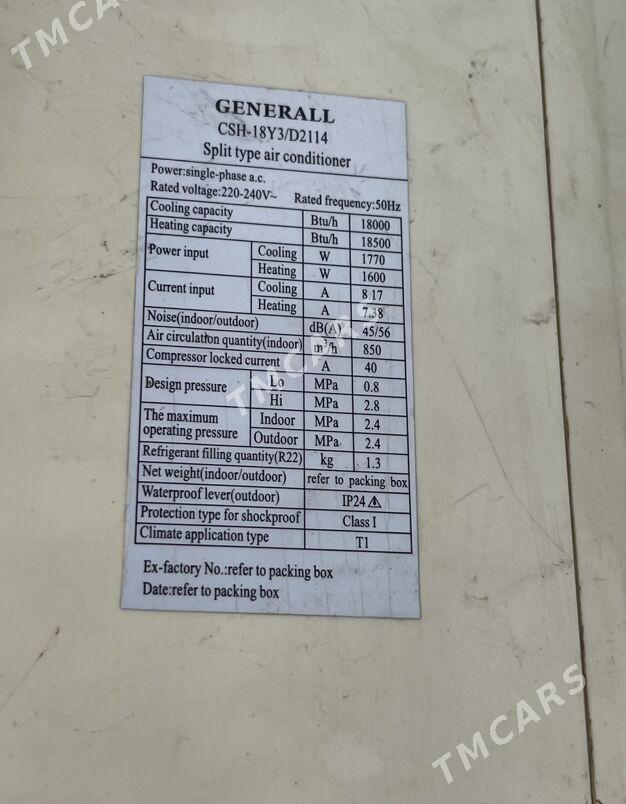 TMCARS
GENERALL
CSH-18Y3/D2114
Split type air conditioner
Power:single-phase a.c.
Rated voltage:220-240V~ Rated frequency:50Hz
Cooling capacity Btu/h 18000
Heating capacity Btu/h 18500
Power input Cooling W 1770
Heating W 1600
Current input Cooling A 8.17
Heating A 7.38
Noise(indoor/outdoor) dB(A) 45/56
Air circulation quantity(indoor) m³/h 850
Compressor locked current A 40
Design pressure Lo MPa 0.8
Hi MPa 2.8
The maximum operating pressure Indoor MPa 2.4
Outdoor MPa 2.4
Refrigerant filling quantity(R22) kg 1.3
Net weight(indoor/outdoor) refer to packing box
Waterproof lever(outdoor) IP24
Protection type for shockproof Class I
Climate application type T1
Ex-factory No.:refer to packing box
Date:refer to packing box
TMCARS
TMCARS